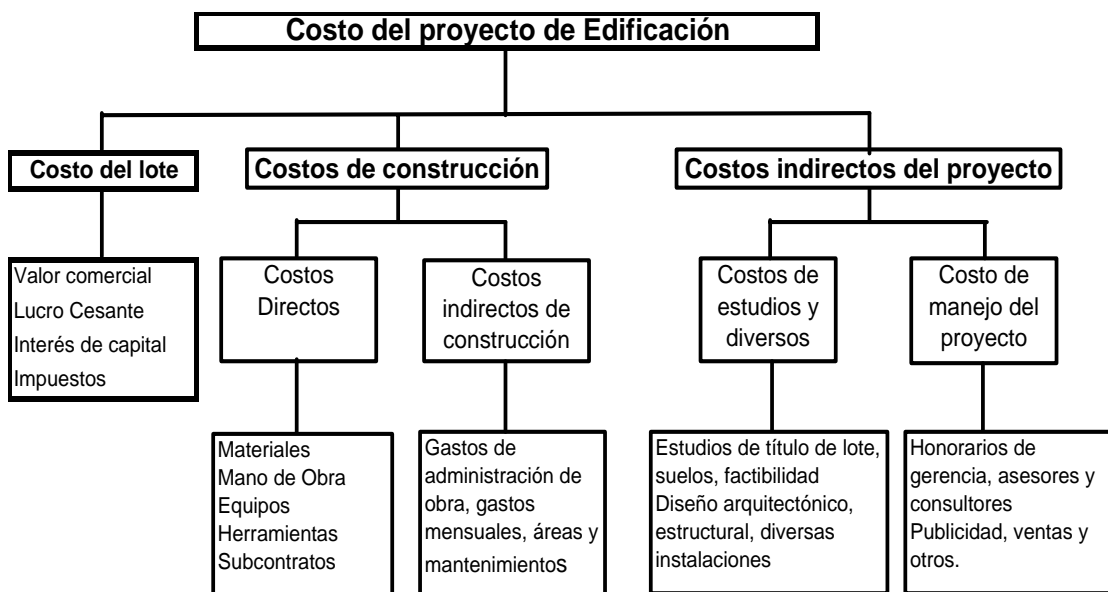 Costo del proyecto de Edificación
Costo del lote
Costos de construcción
Costos indirectos del proyecto
Valor comercial
Lucro Cesante
Interés de capital
Impuestos
Costos
Directos
Costos
indirectos de
construcción
Costos de
estudios y
diversos
Costo de
manejo del
proyecto
Materiales
Mano de Obra
Equipos
Herramientas
Subcontratos
Gastos de
administración de
obra, gastos
mensuales, áreas y
mantenimientos
Estudios de título de lote,
suelos, factibilidad
Diseño arquitectónico,
estructural, diversas
instalaciones
Honorarios de
gerencia, asesores y
consultores
Publicidad, ventas y
otros.